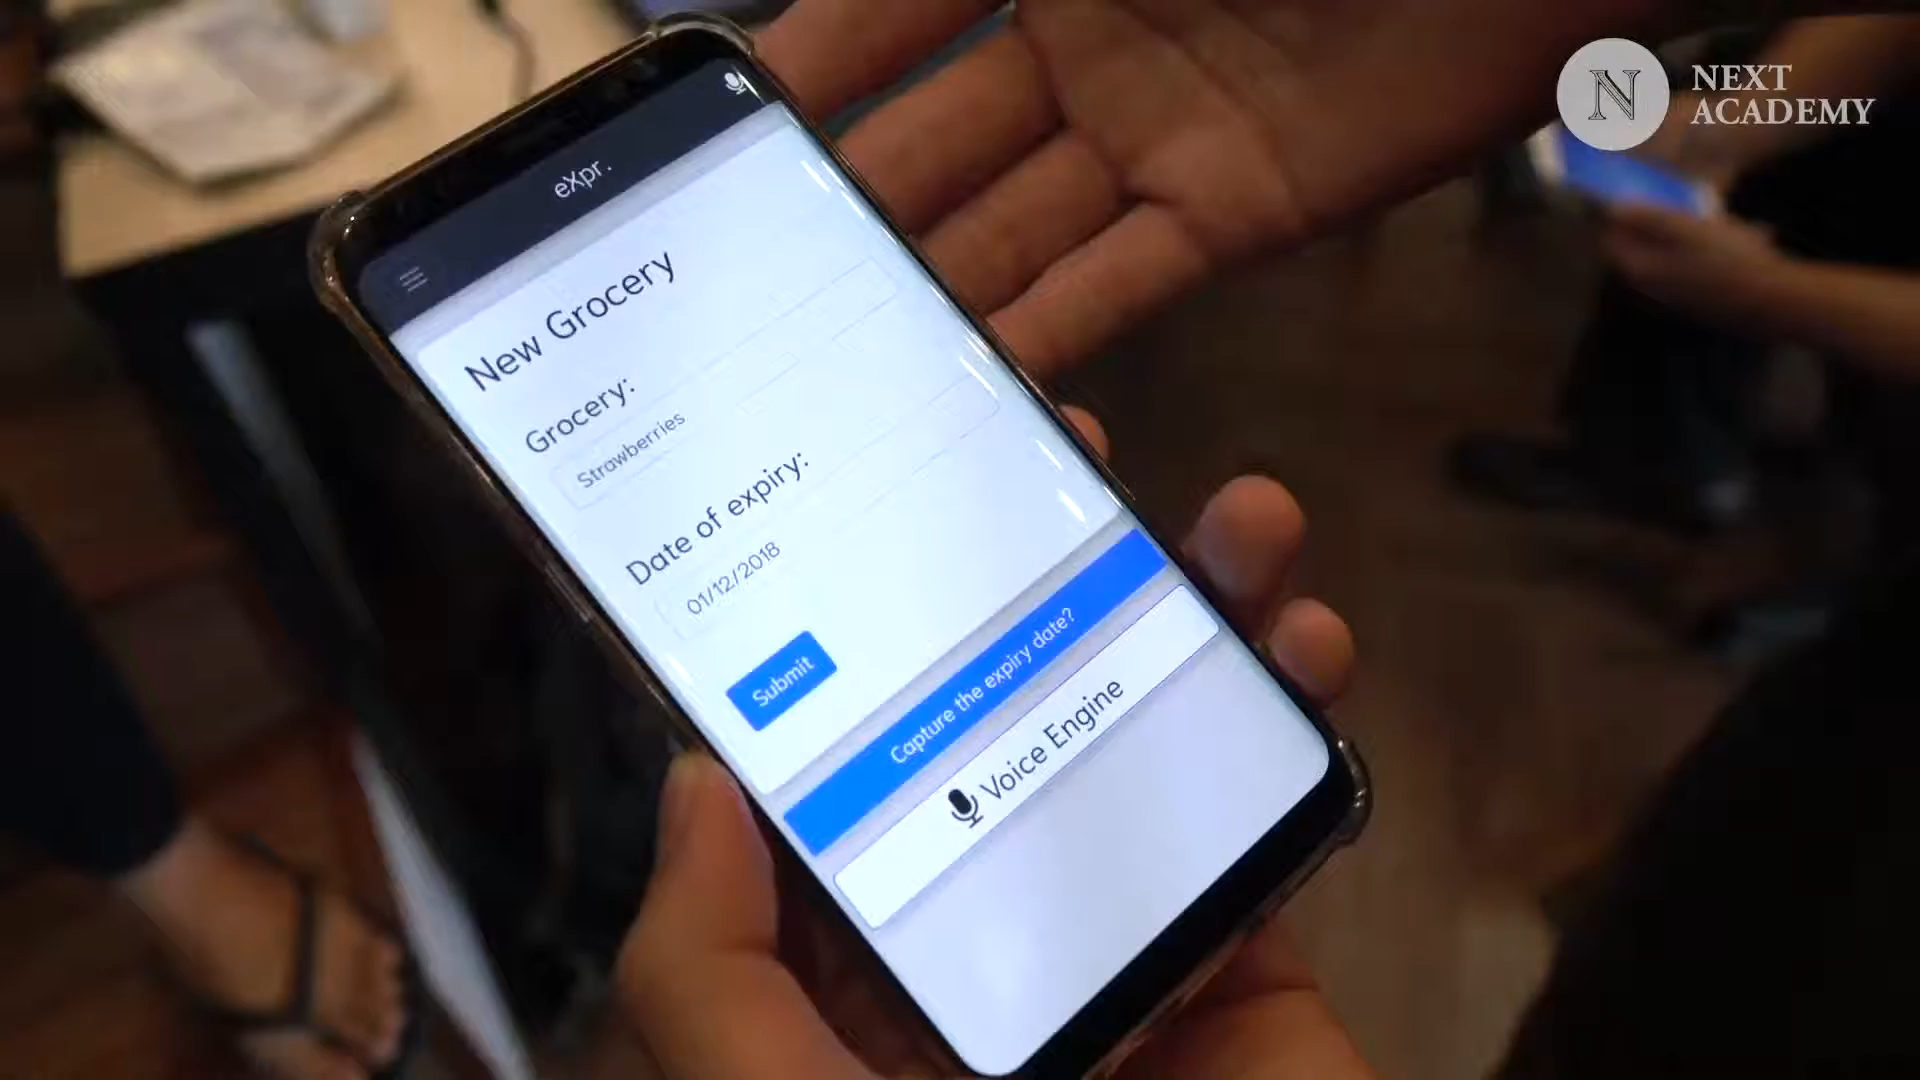 N
NEXT
ACADEMY
eXpr.
New Grocery
Grocery:
Strawberries
Date of expiry:
01/12/2018
Submit
Capture the expiry date?
Voice Engine